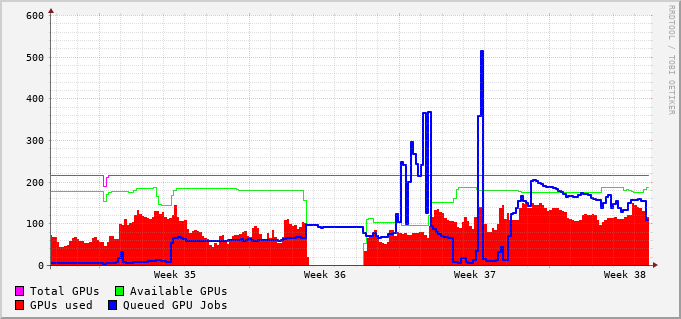 600
500
400
300
200
100
0
Week 35 Week 36 Week 37 Week 38
Total GPUs Available GPUs
GPUs used Queued GPU Jobs
RRDTOOL / TOBI OETIKER